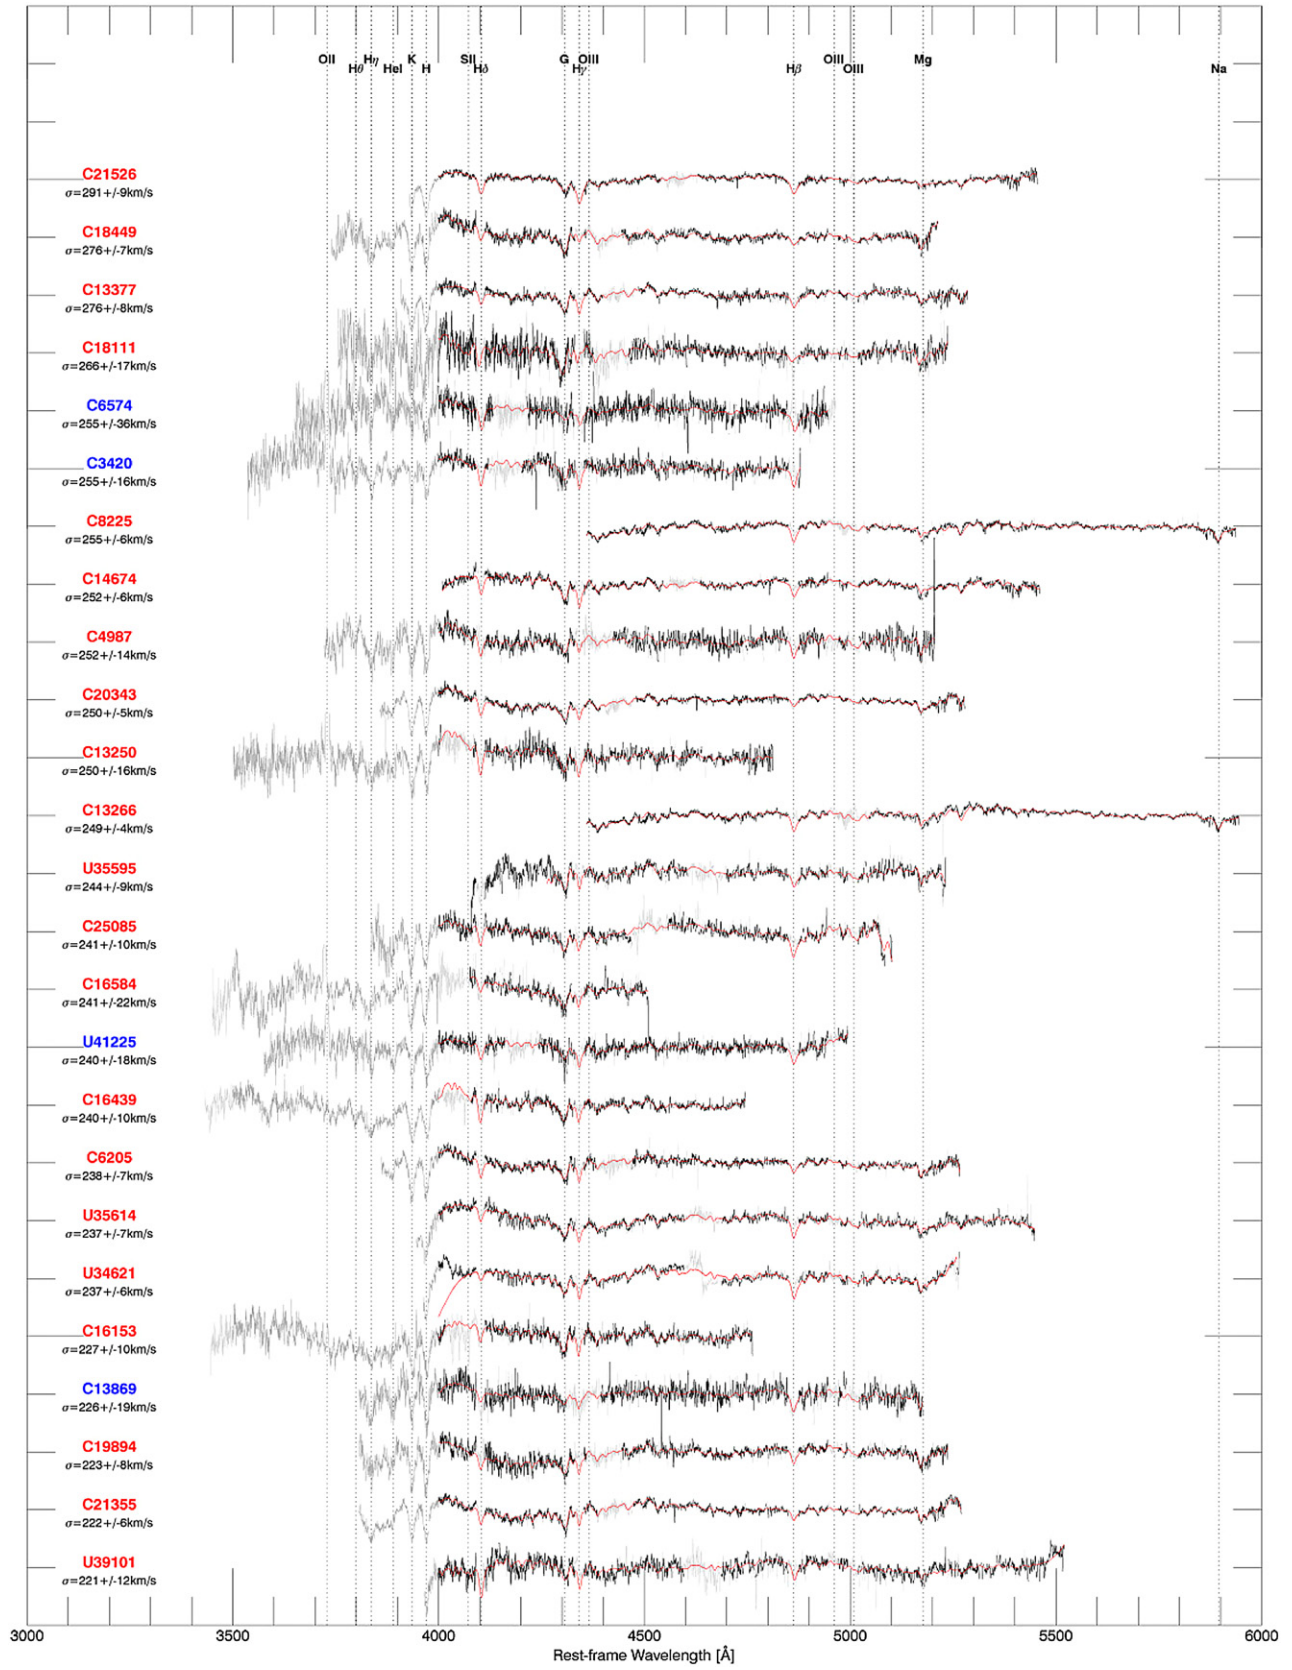 OII Hη K SII G OIII OIII Mg
Hθ HeI H Hδ Hγ Hβ OIII Na
C21526
σ=291+/-9km/s
C18449
σ=276+/-7km/s
C13377
σ=276+/-8km/s
C18111
σ=266+/-17km/s
C6574
σ=255+/-36km/s
C3420
σ=255+/-16km/s
C8225
σ=255+/-6km/s
C14674
σ=252+/-6km/s
C4987
σ=252+/-14km/s
C20343
σ=250+/-5km/s
C13250
σ=250+/-16km/s
C13266
σ=249+/-4km/s
U35595
σ=244+/-9km/s
C25085
σ=241+/-10km/s
C16584
σ=241+/-22km/s
U41225
σ=240+/-18km/s
C16439
σ=240+/-10km/s
C6205
σ=238+/-7km/s
U35614
σ=237+/-7km/s
U34621
σ=237+/-6km/s
C16153
σ=227+/-10km/s
C13869
σ=226+/-19km/s
C19894
σ=223+/-8km/s
C21355
σ=222+/-6km/s
U39101
σ=221+/-12km/s
3000 3500 4000 4500 5000 5500 6000
Rest-frame Wavelength [Å]